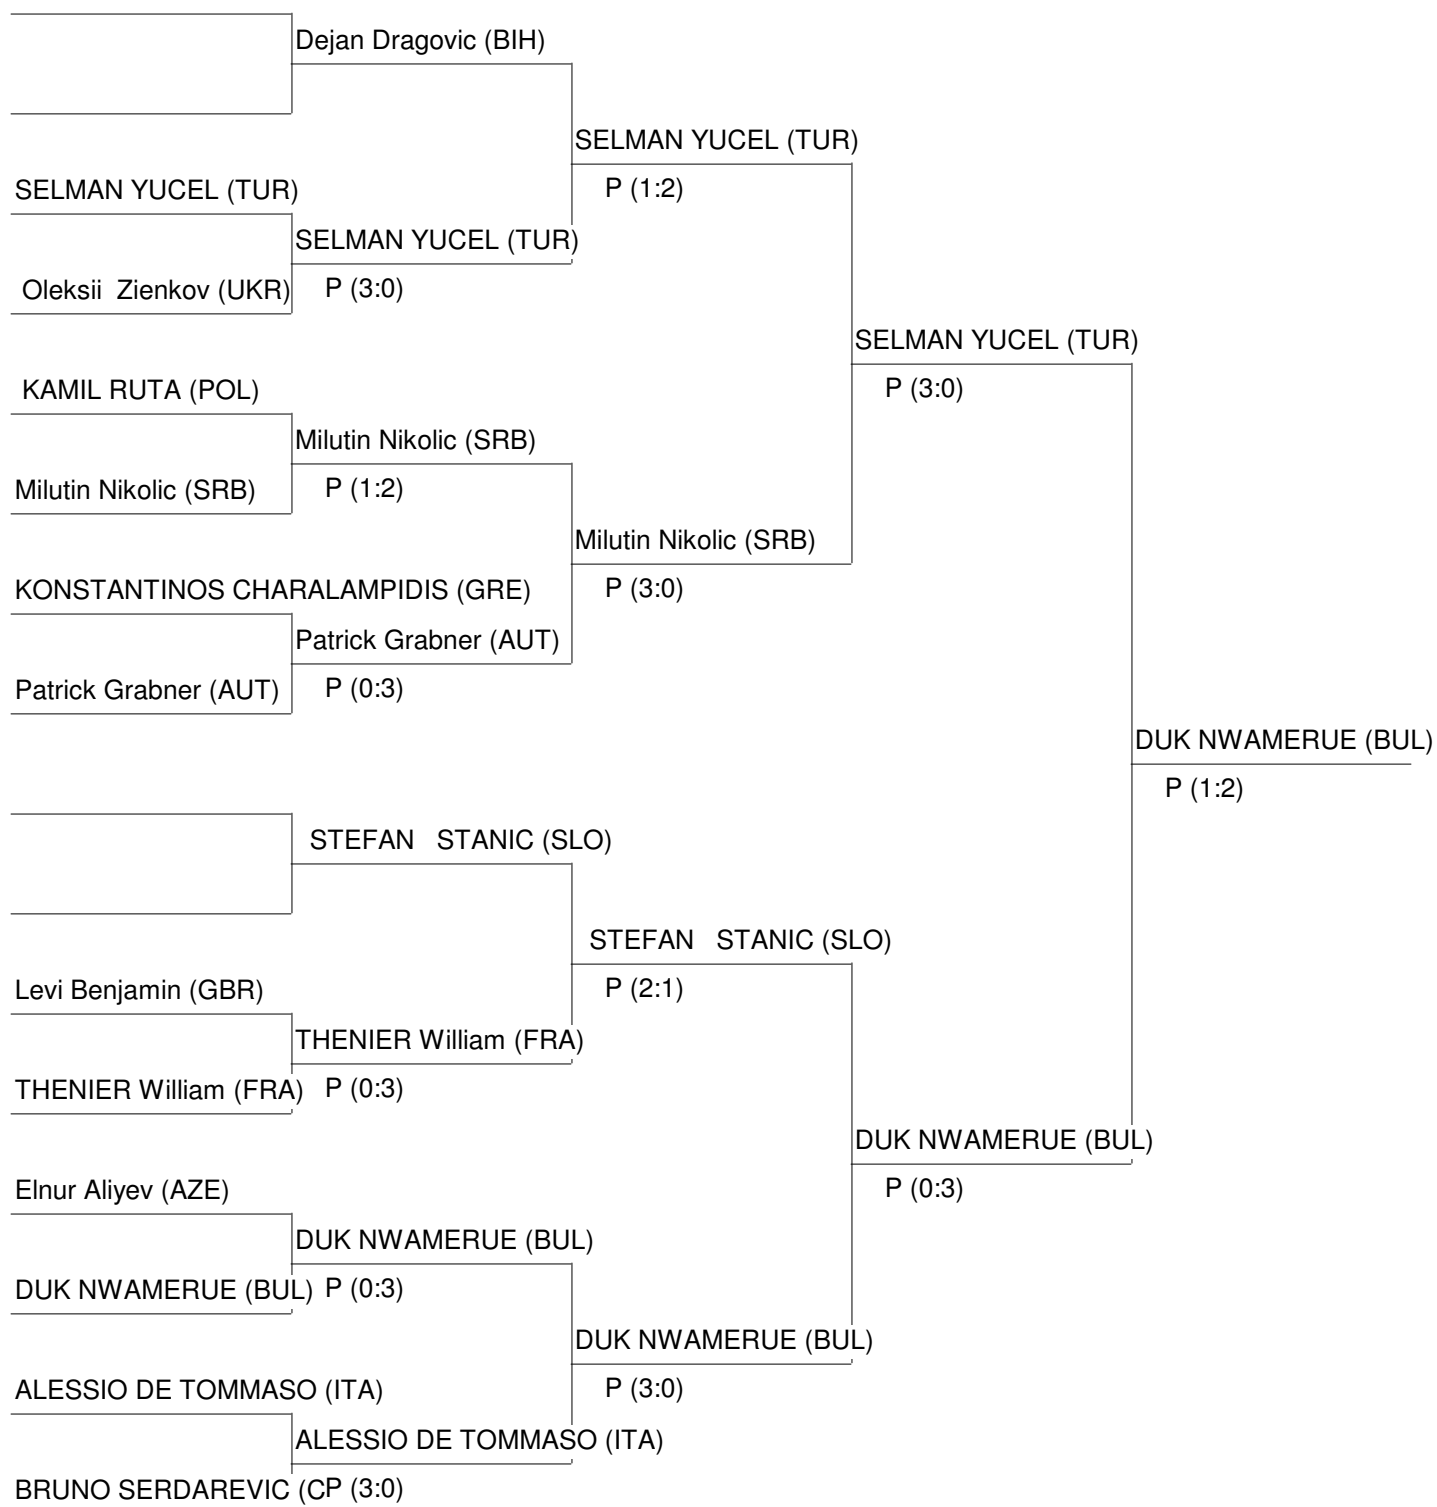 Dejan Dragovic (BIH)
SELMAN YUCEL (TUR)
P (1:2)
SELMAN YUCEL (TUR)
SELMAN YUCEL (TUR)
Oleksii Zienkov (UKR)
P (3:0)
SELMAN YUCEL (TUR)
P (3:0)
KAMIL RUTA (POL)
Milutin Nikolic (SRB)
Milutin Nikolic (SRB)
P (1:2)
Milutin Nikolic (SRB)
P (3:0)
KONSTANTINOS CHARALAMPIDIS (GRE)
Patrick Grabner (AUT)
Patrick Grabner (AUT)
P (0:3)
DUK NWAMERUE (BUL)
P (1:2)
STEFAN STANIC (SLO)
STEFAN STANIC (SLO)
P (2:1)
Levi Benjamin (GBR)
THENIER William (FRA)
THENIER William (FRA)
P (0:3)
DUK NWAMERUE (BUL)
P (0:3)
Elnur Aliyev (AZE)
DUK NWAMERUE (BUL)
DUK NWAMERUE (BUL)
P (0:3)
DUK NWAMERUE (BUL)
P (3:0)
ALESSIO DE TOMMASO (ITA)
ALESSIO DE TOMMASO (ITA)
BRUNO SERDAREVIC (C
P (3:0)